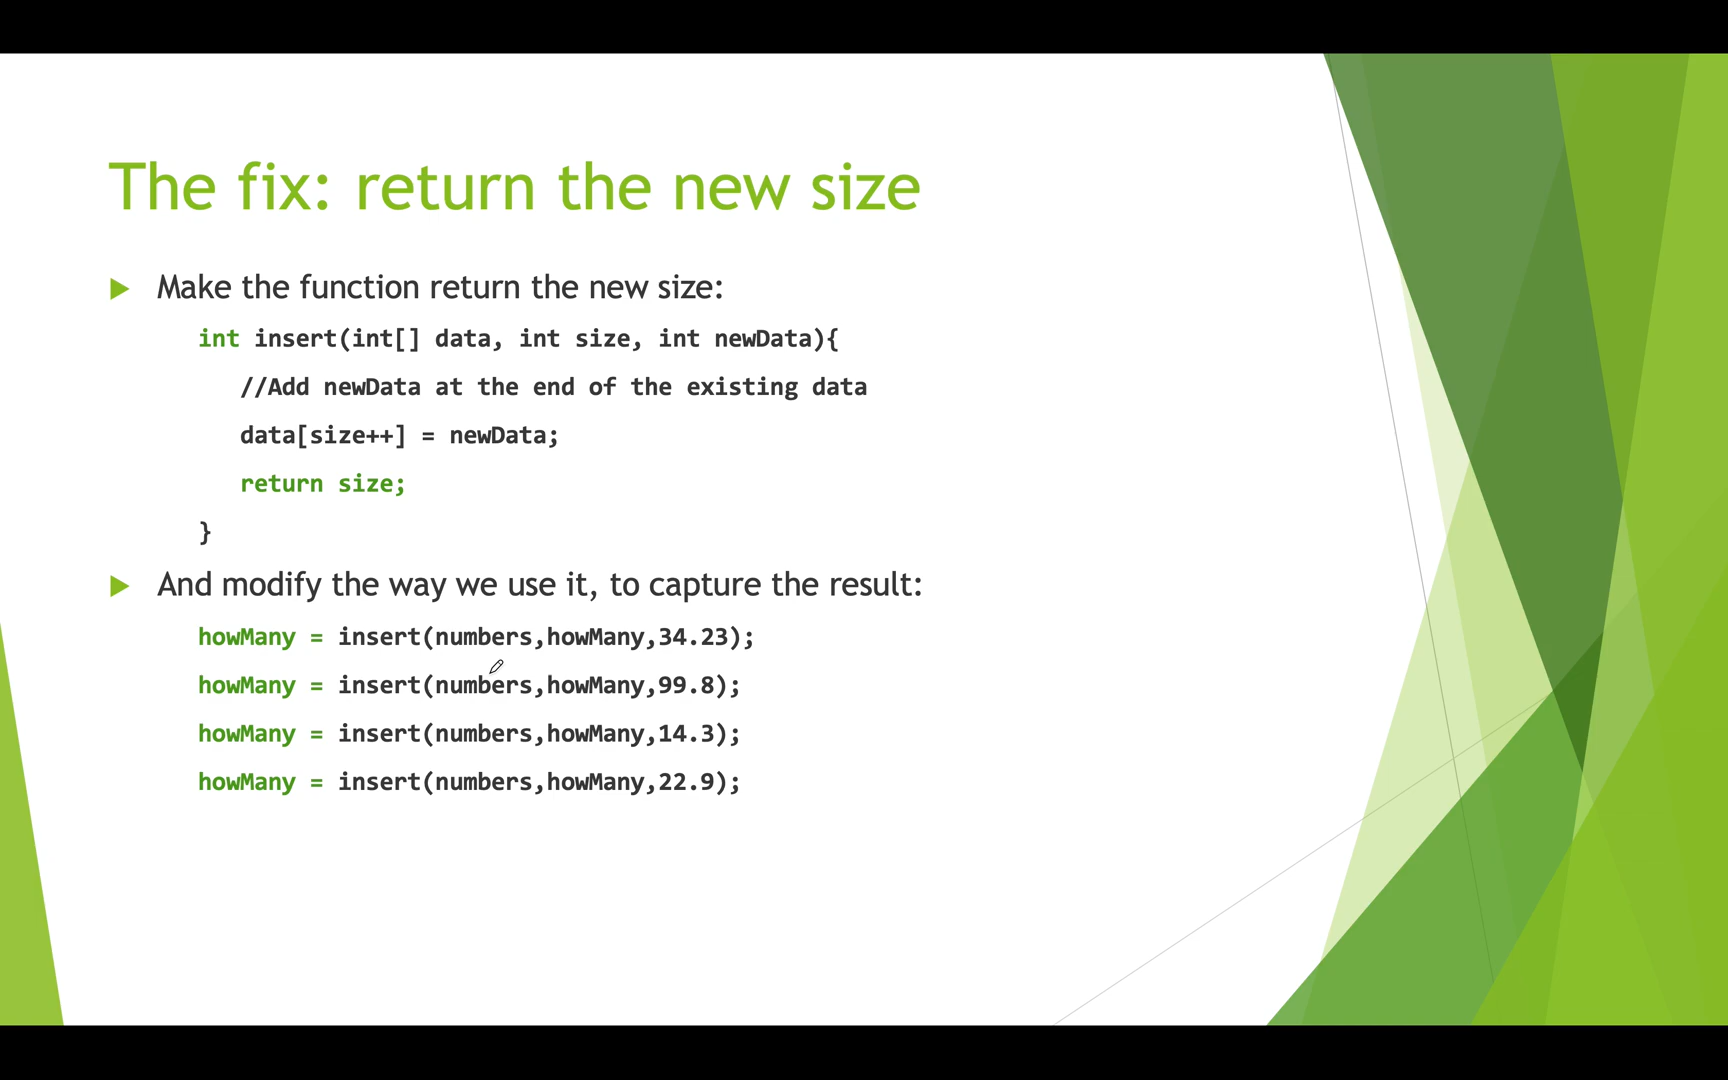 The fix: return the new size
Make the function return the new size:
int insert(int[] data, int size, int newData){
//Add newData at the end of the existing data
data[size++] = newData;
return size;
}
And modify the way we use it, to capture the result:
howMany = insert(numbers,howMany,34.23);
howMany = insert(numbers,howMany,99.8);
howMany = insert(numbers,howMany,14.3);
howMany = insert(numbers,howMany,22.9);